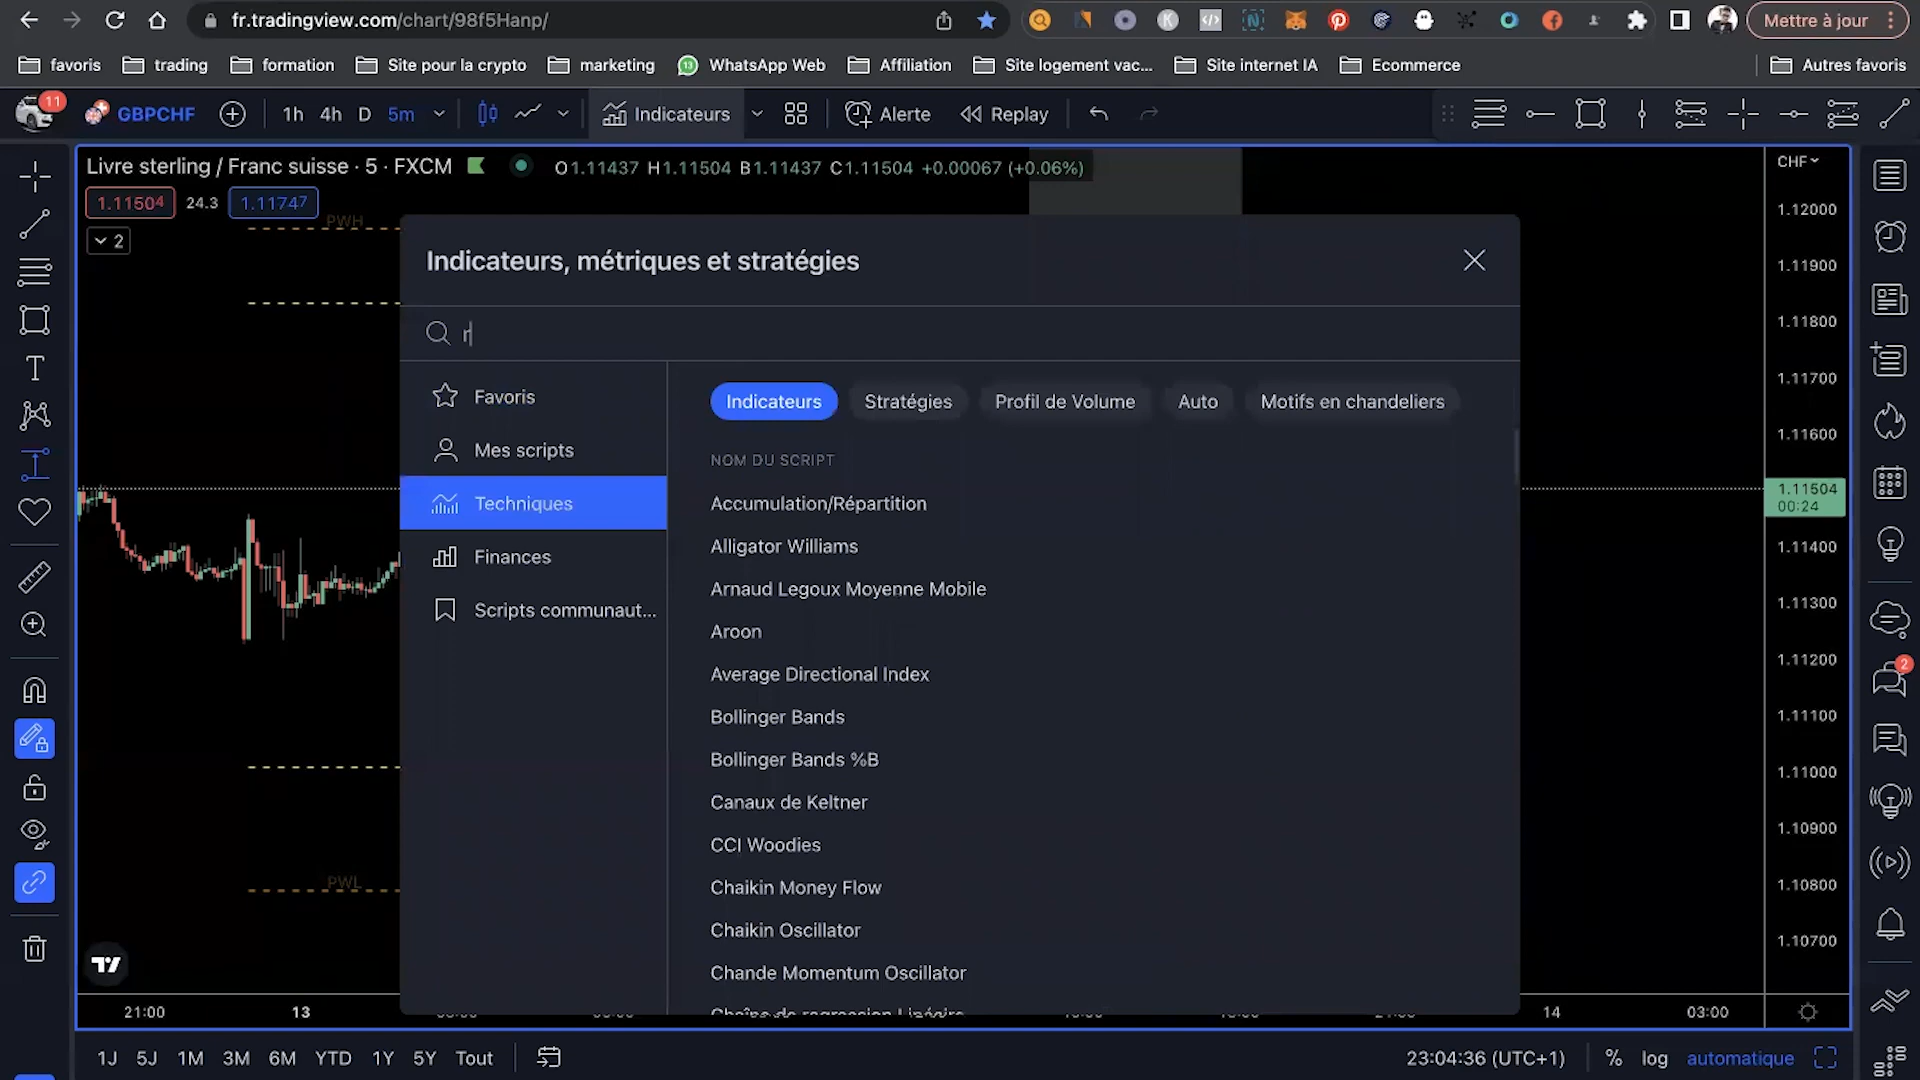 fr.tradingview.com/chart/98f5Hanp/
Mettre à jour
favoris
trading
formation
Site pour la crypto
marketing
13
WhatsApp Web
Affiliation
Site logement vac...
Site internet IA
Ecommerce
Autres favoris
11
GBPCHF
1h
4h
D
5m
Indicateurs
Alerte
Replay
Livre sterling / Franc suisse · 5 · FXCM
O1.11437 H1.11504 B1.11437 C1.11504 +0.00067 (+0.06%)
CHF
1.11504
24.3
1.11747
2
PWH
PWL
Indicateurs, métriques et stratégies
r
Favoris
Mes scripts
Techniques
Finances
Scripts communaut...
Indicateurs
Stratégies
Profil de Volume
Auto
Motifs en chandeliers
NOM DU SCRIPT
Accumulation/Répartition
Alligator Williams
Arnaud Legoux Moyenne Mobile
Aroon
Average Directional Index
Bollinger Bands
Bollinger Bands %B
Canaux de Keltner
CCI Woodies
Chaikin Money Flow
Chaikin Oscillator
Chande Momentum Oscillator
1.12000
1.11900
1.11800
1.11700
1.11600
1.11504
00:24
1.11400
1.11300
1.11200
1.11100
1.11000
1.10900
1.10800
1.10700
2
21:00
13
14
03:00
1J
5J
1M
3M
6M
YTD
1Y
5Y
Tout
23:04:36 (UTC+1)
%
log
automatique